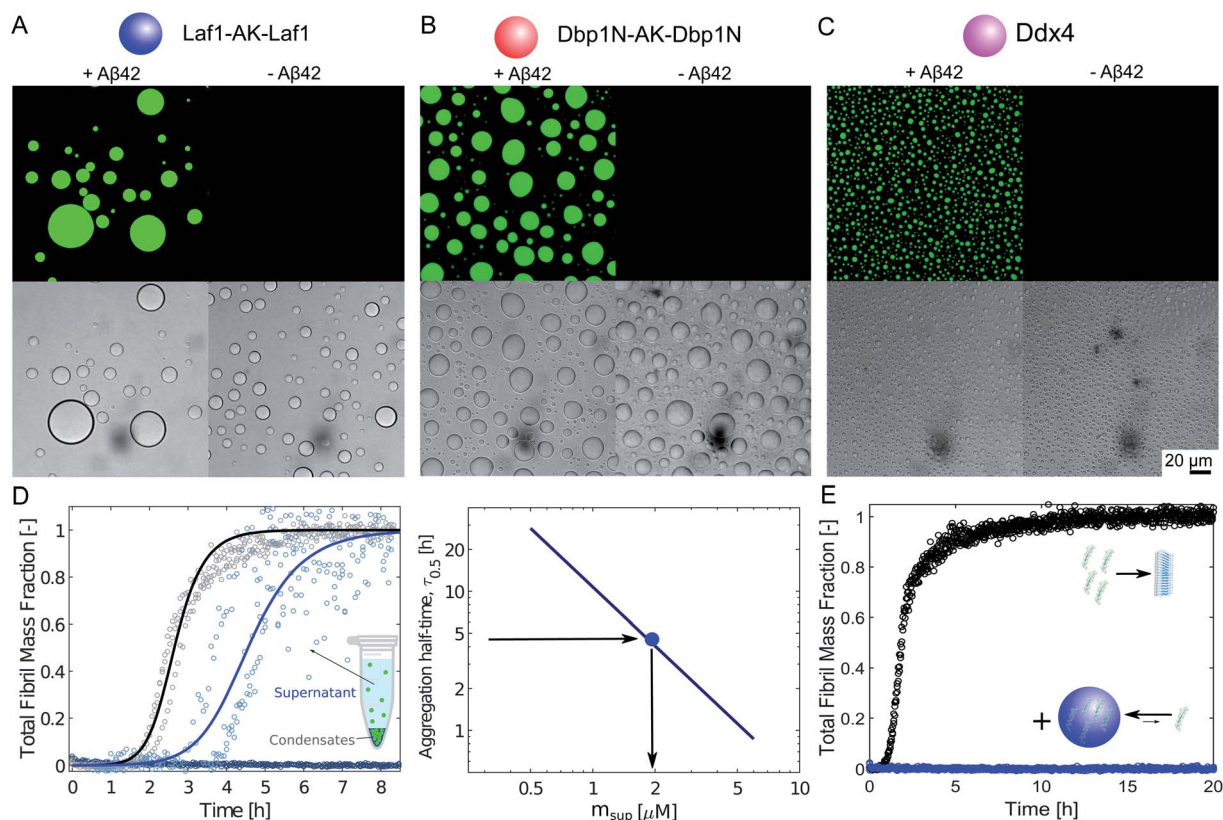 A
Laf1-AK-Laf1
+ Aβ42
- Aβ42
B
Dbp1N-AK-Dbp1N
+ Aβ42
- Aβ42
C
Ddx4
+ Aβ42
- Aβ42
20 µm
D
Total Fibril Mass Fraction [-]
1
0.8
0.6
0.4
0.2
0
0 1 2 3 4 5 6 7 8
Time [h]
Supernatant
Condensates
Aggregation half-time, τ0.5 [h]
20
10
5
2
1
0.5 1 2 5 10
msup [µM]
E
Total Fibril Mass Fraction [-]
1
0.8
0.6
0.4
0.2
0
0 5 10 15 20
Time [h]
+